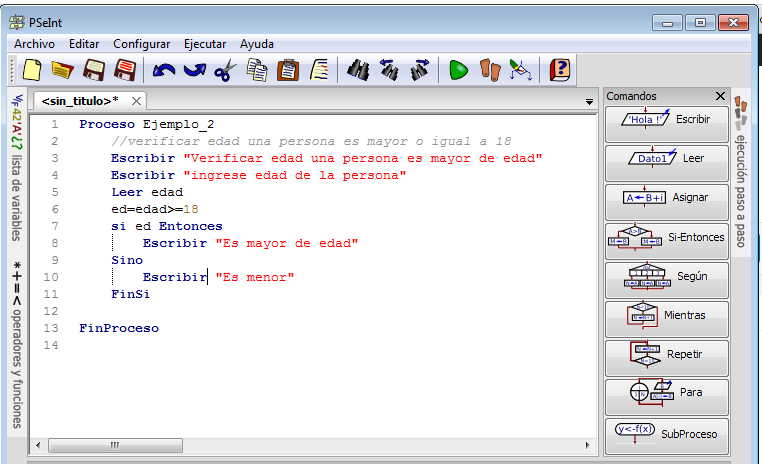 PSeInt
Archivo Editar Configurar Ejecutar Ayuda
<sin_titulo>*
1 Proceso Ejemplo_2
2 //verificar edad una persona es mayor o igual a 18
3 Escribir "Verificar edad una persona es mayor de edad"
4 Escribir "ingrese edad de la persona"
5 Leer edad
6 ed=edad>=18
7 si ed Entonces
8 Escribir "Es mayor de edad"
9 Sino
10 Escribir "Es menor"
11 FinSi
12
13 FinProceso
14
lista de variables
*+=< operadores y funciones
Comandos
'Hola !' Escribir
Dato1 Leer
A←B+i Asignar
Si-Entonces
Según
Mientras
Repetir
Para
y<-f(x) SubProceso
ejecución paso a paso